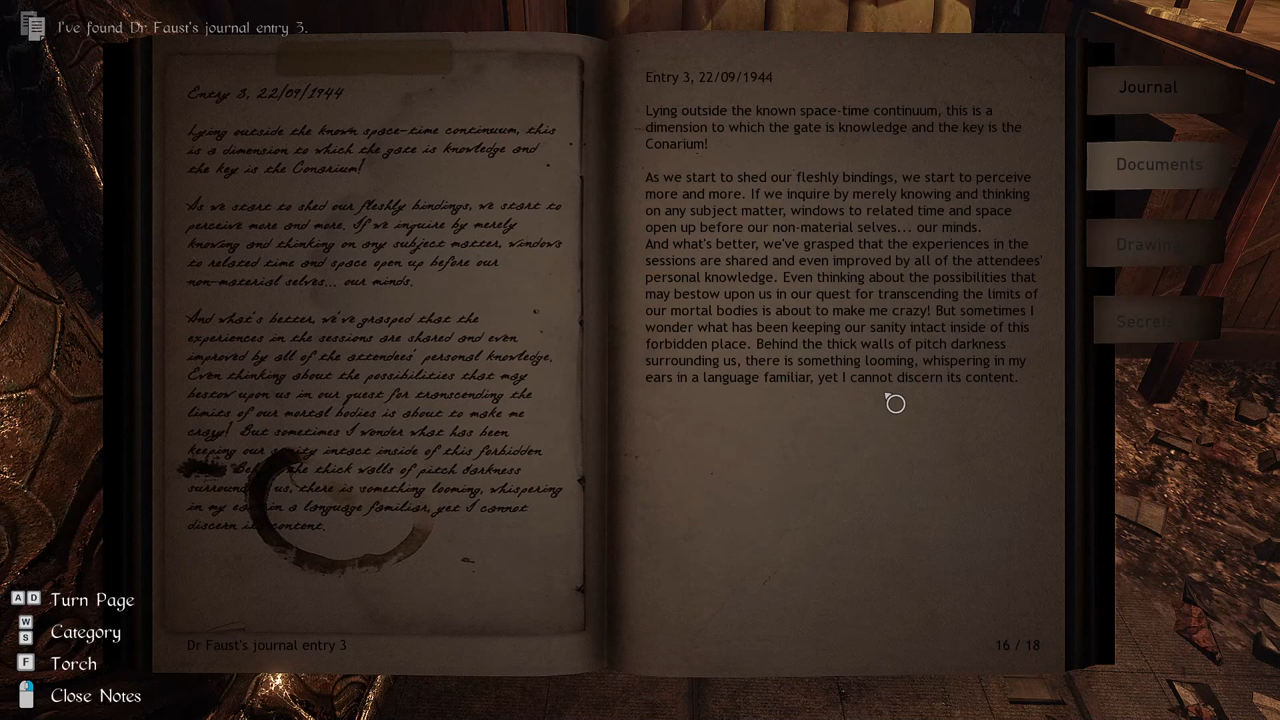 I've found Dr Faust's journal entry 3.
Entry 3, 22/09/1944
Lying outside the known space-time continuum, this
is a dimension to which the gate is knowledge and
the key is the Conarium!
As we start to shed our fleshly bindings, we start to
perceive more and more. If we inquire by merely
knowing and thinking on any subject matter, windows
to related time and space open up before our
non-material selves... our minds.
And what's better, we've grasped that the
experiences in the sessions are shared and even
improved by all of the attendees' personal knowledge.
Even thinking about the possibilities that may
bestow upon us in our quest for transcending the
limits of our mortal bodies is about to make me
crazy! But sometimes I wonder what has been
keeping our sanity intact inside of this forbidden
Behind the thick walls of pitch darkness
surrounding us, there is something looming, whispering
in my ears in a language familiar, yet I cannot
discern its content.
Dr Faust's journal entry 3
Entry 3, 22/09/1944
Lying outside the known space-time continuum, this is a
dimension to which the gate is knowledge and the key is the
Conarium!
As we start to shed our fleshly bindings, we start to perceive
more and more. If we inquire by merely knowing and thinking
on any subject matter, windows to related time and space
open up before our non-material selves... our minds.
And what's better, we've grasped that the experiences in the
sessions are shared and even improved by all of the attendees'
personal knowledge. Even thinking about the possibilities that
may bestow upon us in our quest for transcending the limits of
our mortal bodies is about to make me crazy! But sometimes I
wonder what has been keeping our sanity intact inside of this
forbidden place. Behind the thick walls of pitch darkness
surrounding us, there is something looming, whispering in my
ears in a language familiar, yet I cannot discern its content.
16 / 18
Journal
Documents
Drawings
Secrets
A D Turn Page
W S Category
F Torch
Close Notes